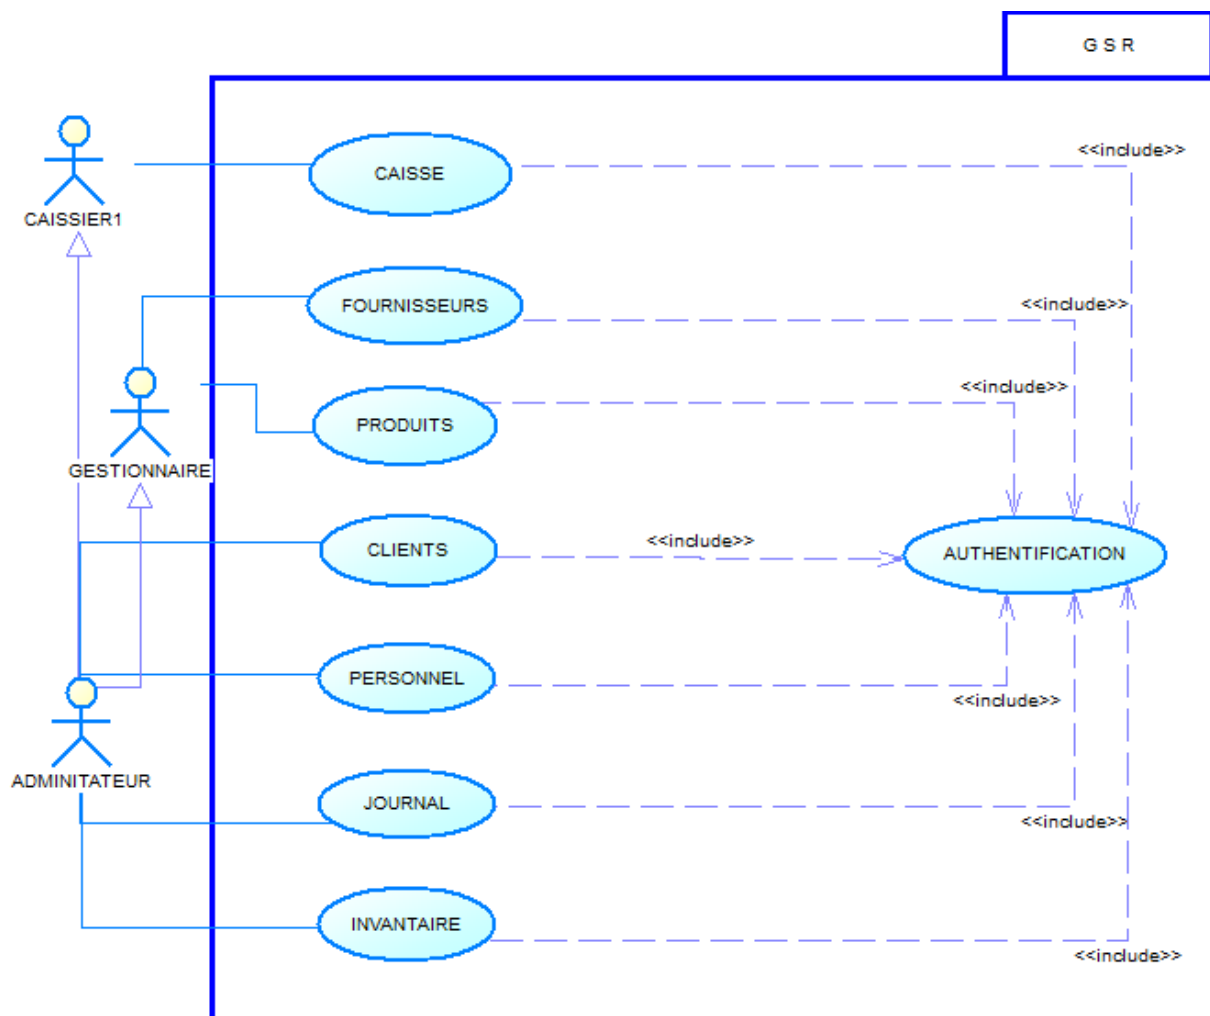 G S R
<<include>>
CAISSE
CAISSIER1
<<include>>
FOURNISSEURS
<<include>>
PRODUITS
GESTIONNAIRE
<<include>>
CLIENTS
AUTHENTIFICATION
PERSONNEL
<<include>>
ADMINITATEUR
JOURNAL
<<include>>
INVANTAIRE
<<include>>